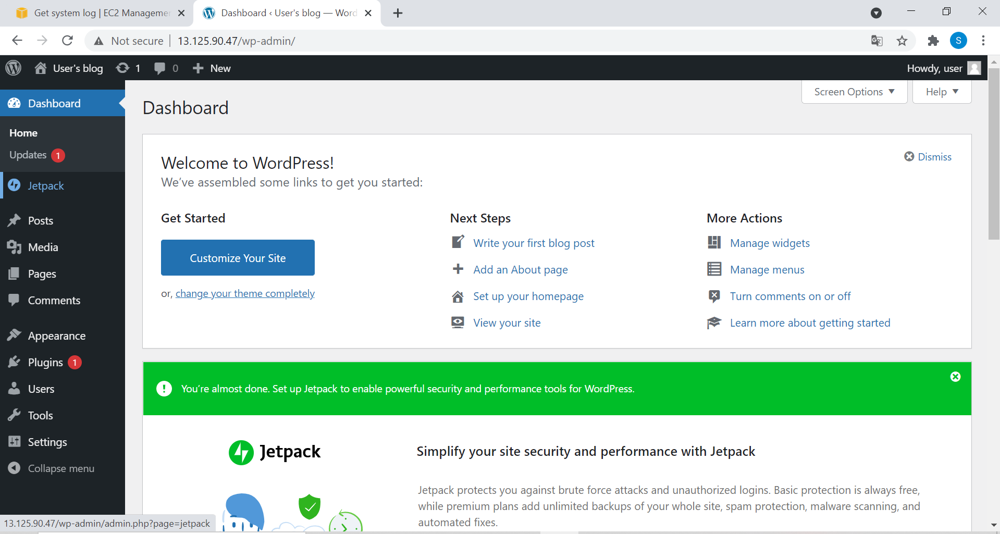 Get system log | EC2 Managemen
Dashboard ‹ User's blog — Word
Not secure
13.125.90.47/wp-admin/
S
User's blog
1
0
New
Howdy, user
Dashboard
Home
Updates 1
Jetpack
Posts
Media
Pages
Comments
Appearance
Plugins 1
Users
Tools
Settings
Collapse menu
Screen Options
Help
Dashboard
Welcome to WordPress!
Dismiss
We've assembled some links to get you started:
Get Started
Customize Your Site
or, change your theme completely
Next Steps
Write your first blog post
Add an About page
Set up your homepage
View your site
More Actions
Manage widgets
Manage menus
Turn comments on or off
Learn more about getting started
You're almost done. Set up Jetpack to enable powerful security and performance tools for WordPress.
Jetpack
Simplify your site security and performance with Jetpack
Jetpack protects you against brute force attacks and unauthorized logins. Basic protection is always free,
while premium plans add unlimited backups of your whole site, spam protection, malware scanning, and
automated fixes.
13.125.90.47/wp-admin/admin.php?page=jetpack